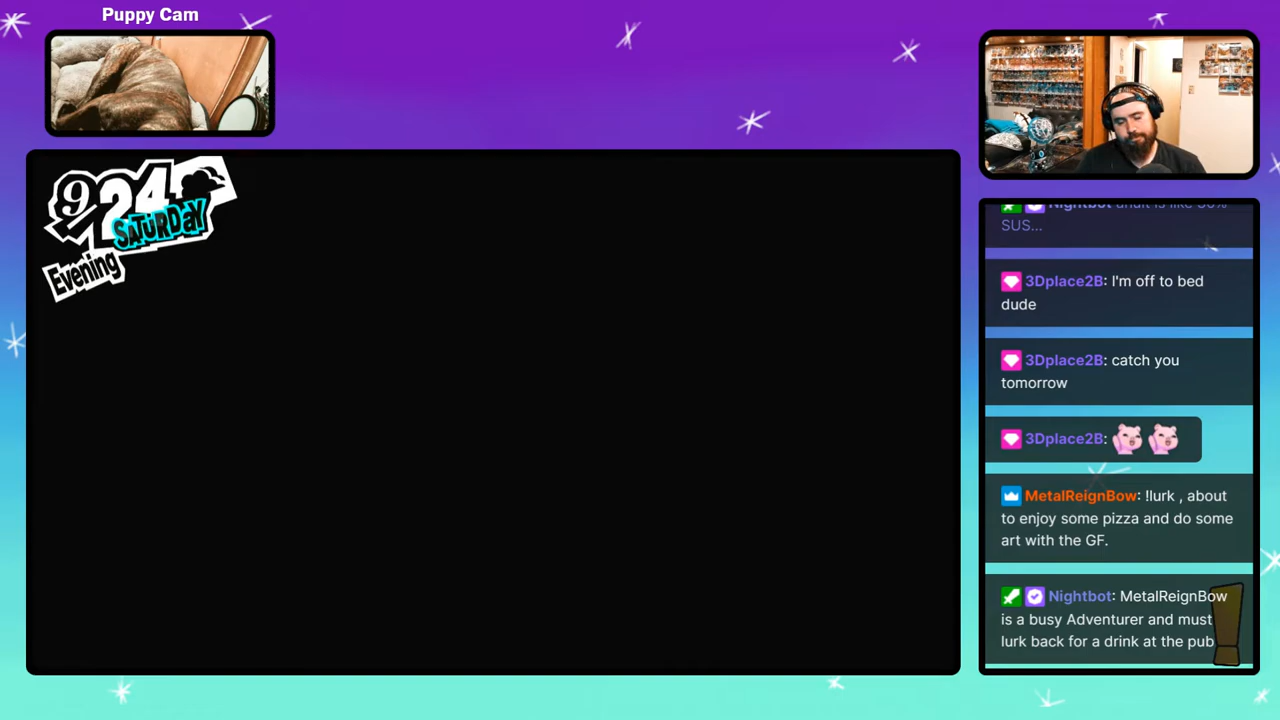 Puppy Cam
9/24
SATURDAY
Evening
SUS...
3Dplace2B: I'm off to bed
dude
3Dplace2B: catch you
tomorrow
3Dplace2B:
MetalReignBow: !lurk , about
to enjoy some pizza and do some
art with the GF.
Nightbot: MetalReignBow
is a busy Adventurer and must
lurk back for a drink at the pub